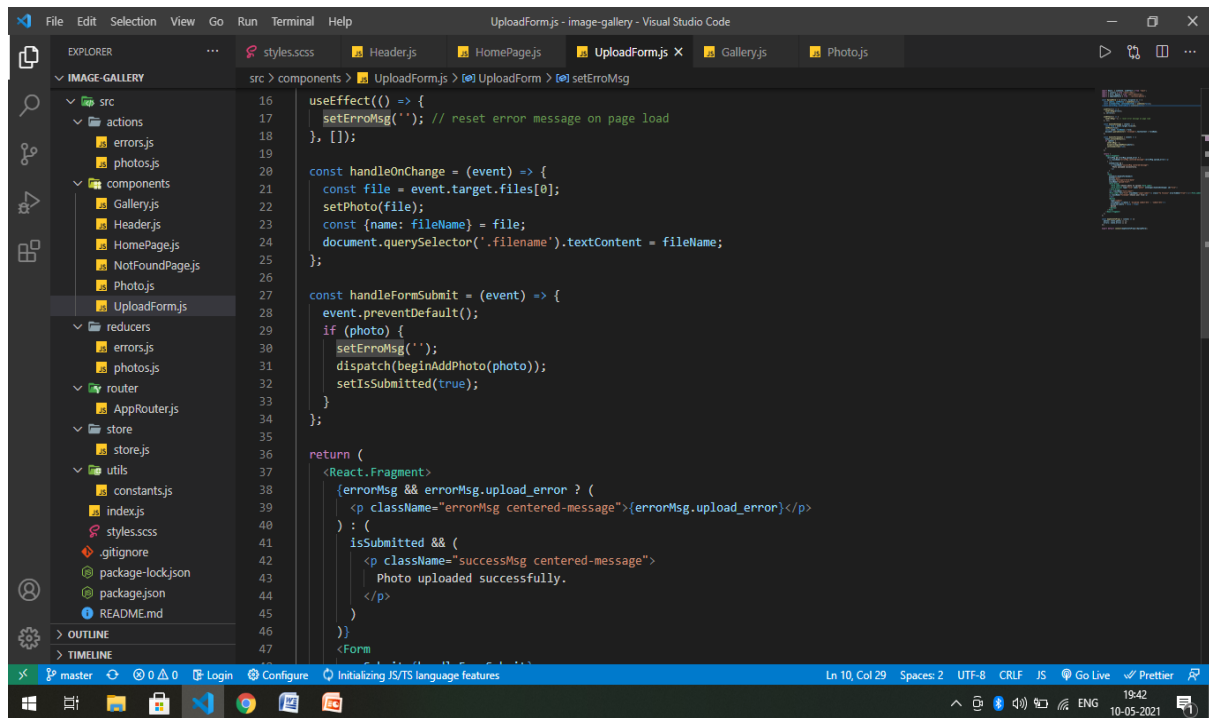 File Edit Selection View Go Run Terminal Help UploadForm.js - image-gallery - Visual Studio Code
EXPLORER ...
IMAGE-GALLERY
src
actions
errors.js
photos.js
components
Gallery.js
Header.js
HomePage.js
NotFoundPage.js
Photo.js
UploadForm.js
reducers
errors.js
photos.js
router
AppRouter.js
store
store.js
utils
constants.js
index.js
styles.scss
.gitignore
package-lock.json
package.json
README.md
OUTLINE
TIMELINE
styles.scss Header.js HomePage.js UploadForm.js Gallery.js Photo.js
src > components > UploadForm.js > UploadForm > setErroMsg
16 useEffect(() => {
17 setErroMsg(''); // reset error message on page load
18 }, []);
19
20 const handleOnChange = (event) => {
21 const file = event.target.files[0];
22 setPhoto(file);
23 const {name: fileName} = file;
24 document.querySelector('.filename').textContent = fileName;
25 };
26
27 const handleFormSubmit = (event) => {
28 event.preventDefault();
29 if (photo) {
30 setErroMsg('');
31 dispatch(beginAddPhoto(photo));
32 setIsSubmitted(true);
33 }
34 };
35
36 return (
37 <React.Fragment>
38 {errorMsg && errorMsg.upload_error ? (
39 <p className="errorMsg centered-message">{errorMsg.upload_error}</p>
40 ) : (
41 isSubmitted && (
42 <p className="successMsg centered-message">
43 Photo uploaded successfully.
44 </p>
45 )
46 )}
47 <Form
master 0 0 Login Configure Initializing JS/TS language features Ln 10, Col 29 Spaces: 2 UTF-8 CRLF JS Go Live Prettier
ENG 19:42
10-05-2021